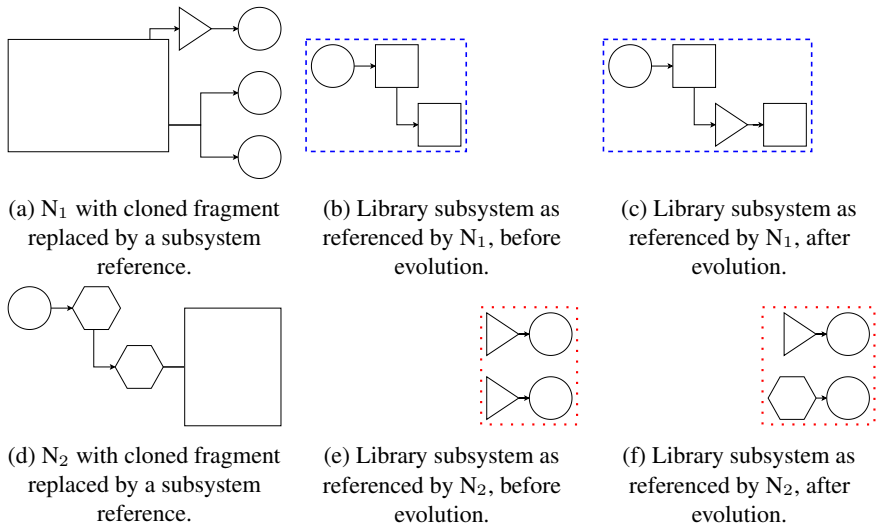 (a) N₁ with cloned fragment
replaced by a subsystem
reference.
(b) Library subsystem as
referenced by N₁, before
evolution.
(c) Library subsystem as
referenced by N₁, after
evolution.
(d) N₂ with cloned fragment
replaced by a subsystem
reference.
(e) Library subsystem as
referenced by N₂, before
evolution.
(f) Library subsystem as
referenced by N₂, after
evolution.